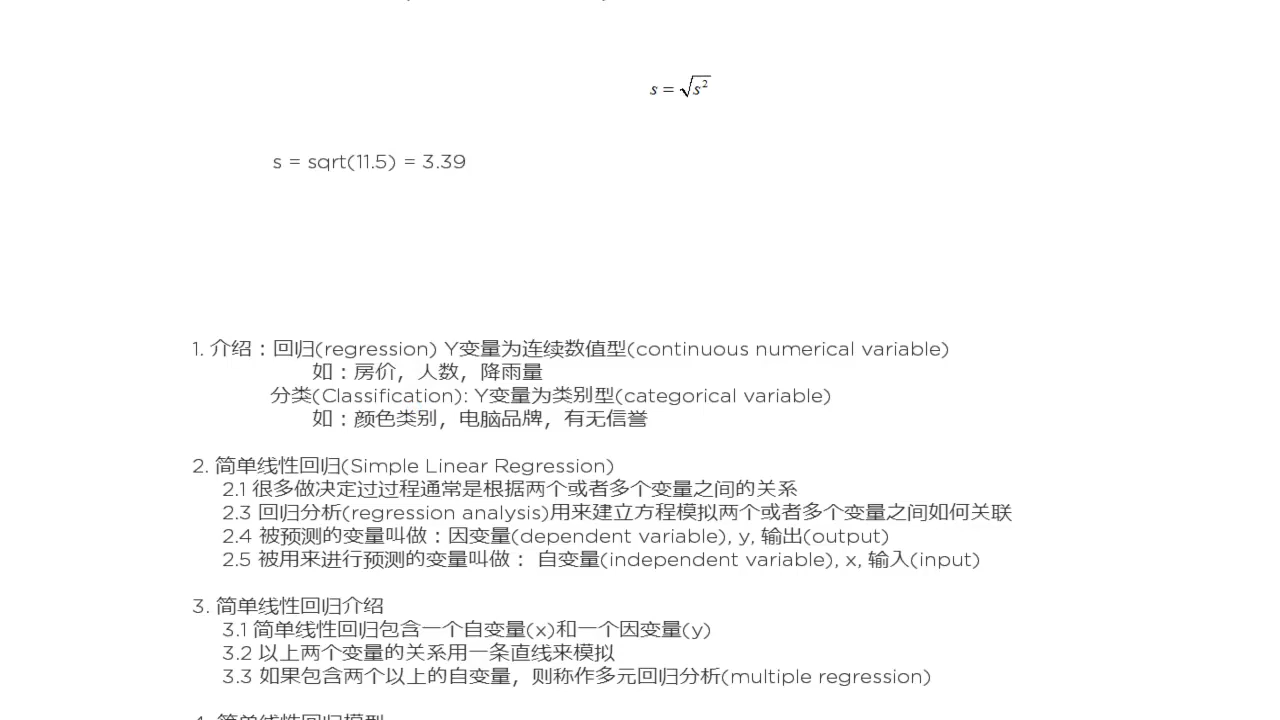 s = √s²
s = sqrt(11.5) = 3.39
1. 介绍：回归(regression) Y变量为连续数值型(continuous numerical variable)
如：房价，人数，降雨量
分类(Classification): Y变量为类别型(categorical variable)
如：颜色类别，电脑品牌，有无信誉
2. 简单线性回归(Simple Linear Regression)
2.1 很多做决定过过程通常是根据两个或者多个变量之间的关系
2.3 回归分析(regression analysis)用来建立方程模拟两个或者多个变量之间如何关联
2.4 被预测的变量叫做：因变量(dependent variable), y, 输出(output)
2.5 被用来进行预测的变量叫做： 自变量(independent variable), x, 输入(input)
3. 简单线性回归介绍
3.1 简单线性回归包含一个自变量(x)和一个因变量(y)
3.2 以上两个变量的关系用一条直线来模拟
3.3 如果包含两个以上的自变量，则称作多元回归分析(multiple regression)
4. 简单线性回归模型